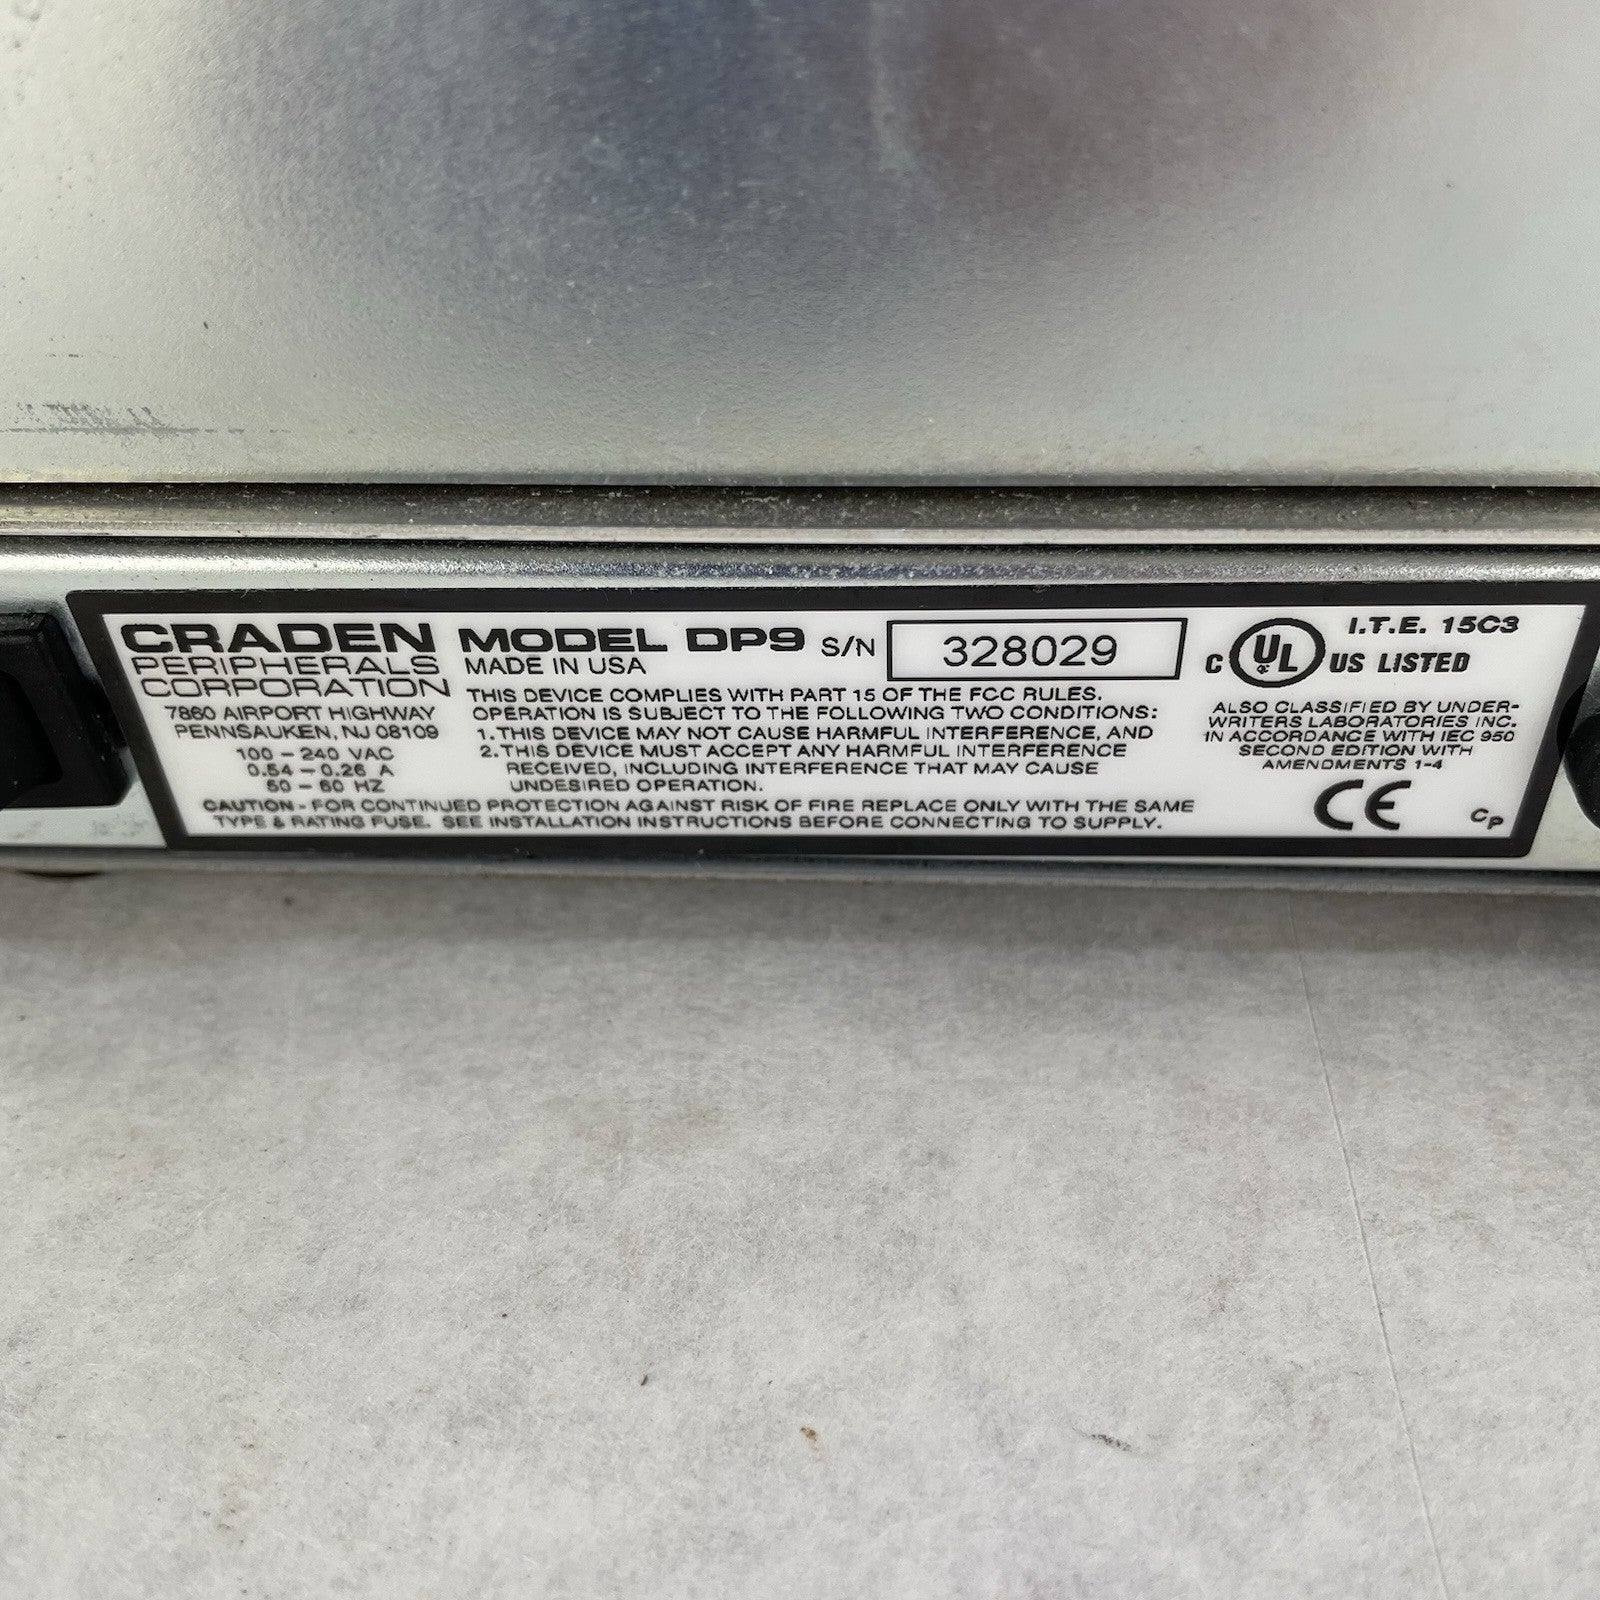 CRADEN
PERIPHERALS
CORPORATION
7860 AIRPORT HIGHWAY
PENNSAUKEN, NJ 08109
100 - 240 VAC
0.54 - 0.26 A
50 - 60 HZ
MODEL DP9 S/N 328029
MADE IN USA
THIS DEVICE COMPLIES WITH PART 15 OF THE FCC RULES.
OPERATION IS SUBJECT TO THE FOLLOWING TWO CONDITIONS:
1. THIS DEVICE MAY NOT CAUSE HARMFUL INTERFERENCE, AND
2. THIS DEVICE MUST ACCEPT ANY HARMFUL INTERFERENCE
RECEIVED, INCLUDING INTERFERENCE THAT MAY CAUSE
UNDESIRED OPERATION.
CAUTION - FOR CONTINUED PROTECTION AGAINST RISK OF FIRE REPLACE ONLY WITH THE SAME
TYPE & RATING FUSE. SEE INSTALLATION INSTRUCTIONS BEFORE CONNECTING TO SUPPLY.
I.T.E. 15C3
C UL US LISTED
ALSO CLASSIFIED BY UNDER-
WRITERS LABORATORIES INC.
IN ACCORDANCE WITH IEC 950
SECOND EDITION WITH
AMENDMENTS 1-4
CE
CP